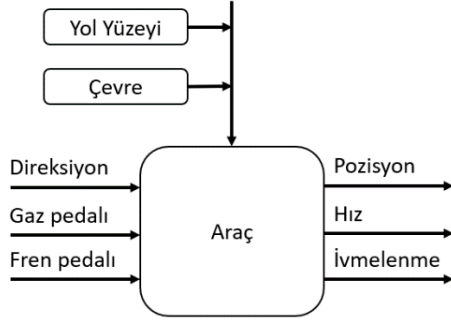 Yol Yüzeyi
Çevre
Direksiyon
Gaz pedalı
Fren pedalı
Araç
Pozisyon
Hız
İvmelenme